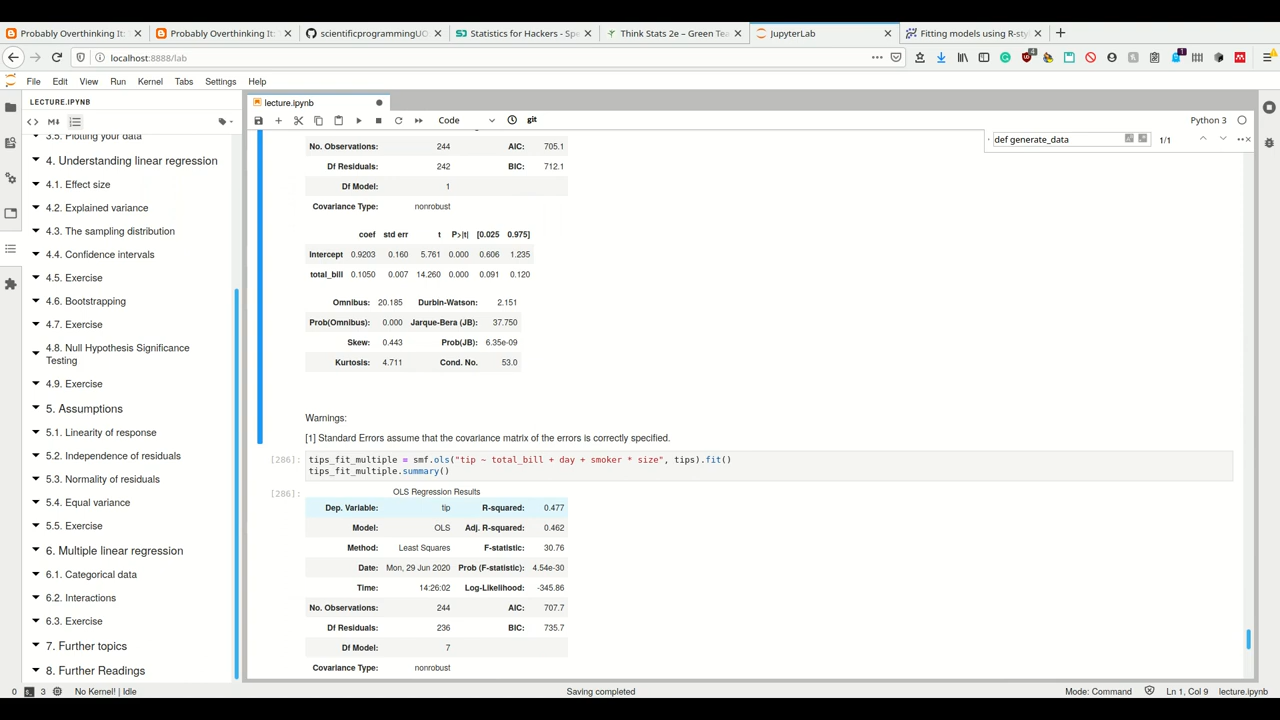 Probably Overthinking It:
Probably Overthinking It:
scientificprogrammingUO
Statistics for Hackers - Spe
Think Stats 2e – Green Tea
JupyterLab
Fitting models using R-styl
localhost:8888/lab
4
1
File Edit View Run Kernel Tabs Settings Help
LECTURE.IPYNB
lecture.ipynb
Code
git
Python 3
def generate_data
1/1
3.5. Plotting your data
4. Understanding linear regression
4.1. Effect size
4.2. Explained variance
4.3. The sampling distribution
4.4. Confidence intervals
4.5. Exercise
4.6. Bootstrapping
4.7. Exercise
4.8. Null Hypothesis Significance
Testing
4.9. Exercise
5. Assumptions
5.1. Linearity of response
5.2. Independence of residuals
5.3. Normality of residuals
5.4. Equal variance
5.5. Exercise
6. Multiple linear regression
6.1. Categorical data
6.2. Interactions
6.3. Exercise
7. Further topics
8. Further Readings
No. Observations: 244 AIC: 705.1
Df Residuals: 242 BIC: 712.1
Df Model: 1
Covariance Type: nonrobust
coef std err t P>|t| [0.025 0.975]
Intercept 0.9203 0.160 5.761 0.000 0.606 1.235
total_bill 0.1050 0.007 14.260 0.000 0.091 0.120
Omnibus: 20.185 Durbin-Watson: 2.151
Prob(Omnibus): 0.000 Jarque-Bera (JB): 37.750
Skew: 0.443 Prob(JB): 6.35e-09
Kurtosis: 4.711 Cond. No. 53.0
Warnings:
[1] Standard Errors assume that the covariance matrix of the errors is correctly specified.
[286]: tips_fit_multiple = smf.ols("tip ~ total_bill + day + smoker * size", tips).fit()
tips_fit_multiple.summary()
[286]: OLS Regression Results
Dep. Variable: tip R-squared: 0.477
Model: OLS Adj. R-squared: 0.462
Method: Least Squares F-statistic: 30.76
Date: Mon, 29 Jun 2020 Prob (F-statistic): 4.54e-30
Time: 14:26:02 Log-Likelihood: -345.86
No. Observations: 244 AIC: 707.7
Df Residuals: 236 BIC: 735.7
Df Model: 7
Covariance Type: nonrobust
0 3 No Kernel! | Idle
Saving completed
Mode: Command Ln 1, Col 9 lecture.ipynb